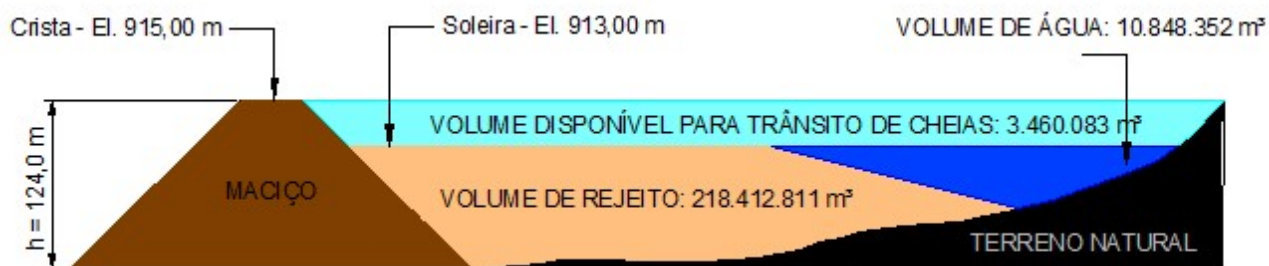 Crista - El. 915,00 m
Soleira - El. 913,00 m
VOLUME DE ÁGUA: 10.848.352 m³
VOLUME DISPONÍVEL PARA TRÂNSITO DE CHEIAS: 3.460.083 m³
h = 124,0 m
MACIÇO
VOLUME DE REJEITO: 218.412.811 m³
TERRENO NATURAL